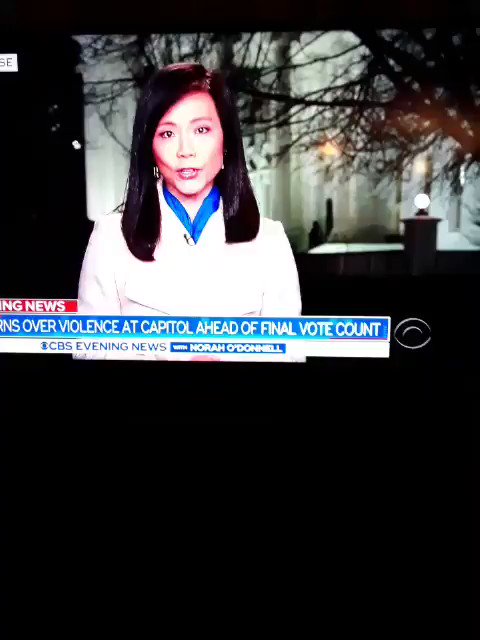 SE
ING NEWS
RNS OVER VIOLENCE AT CAPITOL AHEAD OF FINAL VOTE COUNT
CBS EVENING NEWS WITH NORAH O'DONNELL